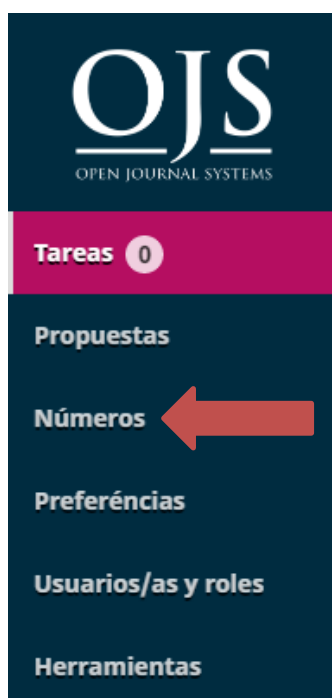 OJS
OPEN JOURNAL SYSTEMS
Tareas 0
Propuestas
Números
Preferéncias
Usuarios/as y roles
Herramientas